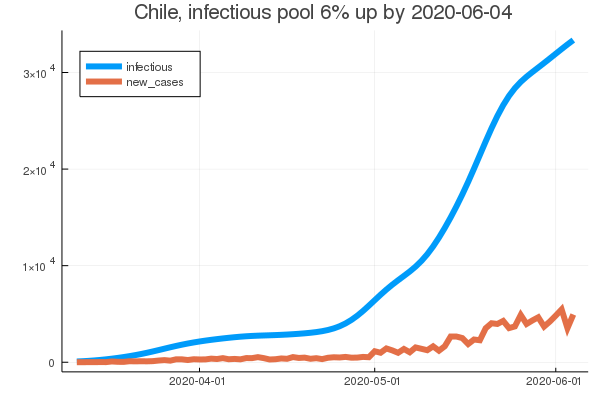 Chile, infectious pool 6% up by 2020-06-04
infectious
new_cases
3×10 4
2×10 4
1×10 4
0
2020-04-01 2020-05-01 2020-06-01